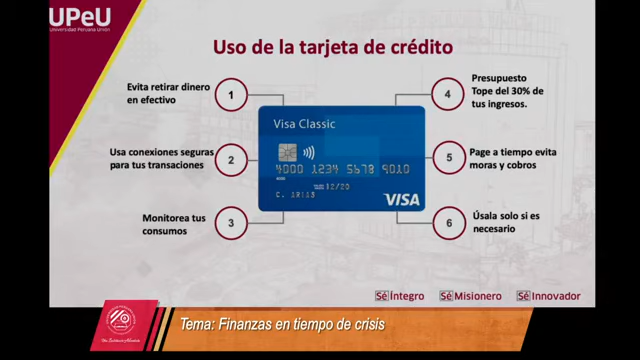 UPeU
Universidad Peruana Unión
Uso de la tarjeta de crédito
Evita retirar dinero
en efectivo
1
Usa conexiones seguras
para tus transaciones
2
Monitorea tus
consumos
3
4
Presupuesto
Tope del 30% de
tus ingresos.
5
Page a tiempo evita
moras y cobros
6
Úsala solo si es
necesario
Visa Classic
4000 1234 5678 9010
12/20
VISA
Sé Íntegro
Sé Misionero
Sé Innovador
Tema: Finanzas en tiempo de crisis